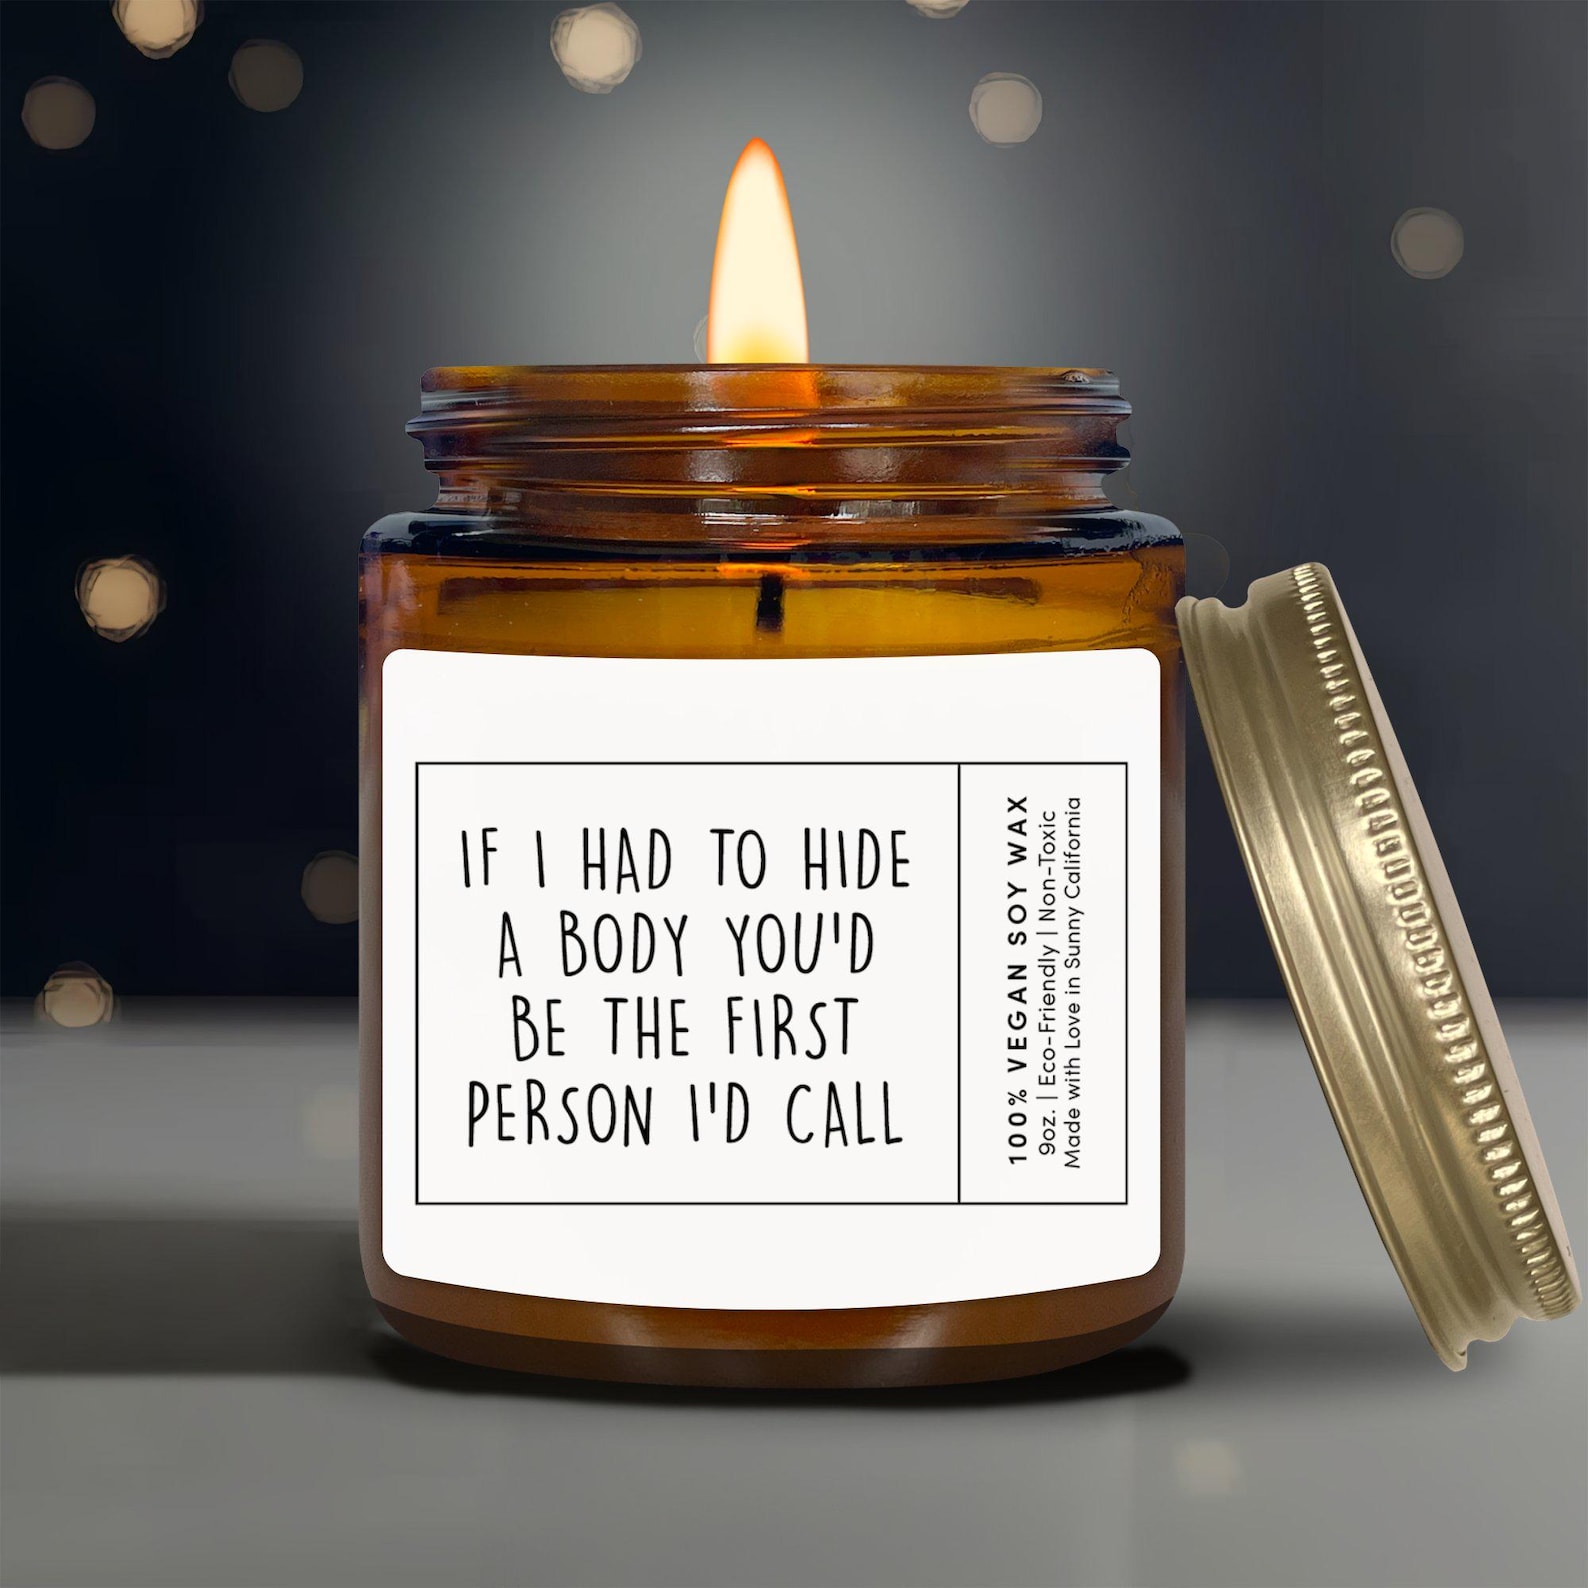 IF I HAD TO HIDE
A BODY YOU'D
BE THE FIRST
PERSON I'D CALL
100% VEGAN SOY WAX
9oz. | Eco-Friendly | Non-Toxic
Made with Love in Sunny California